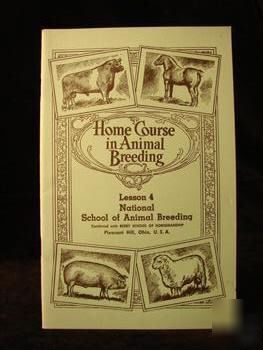 Home Course
in Animal
Breeding
Lesson 4
National
School of Animal Breeding
Combined with BEERY SCHOOL OF HORSEMANSHIP
Pleasant Hill, Ohio, U. S. A.